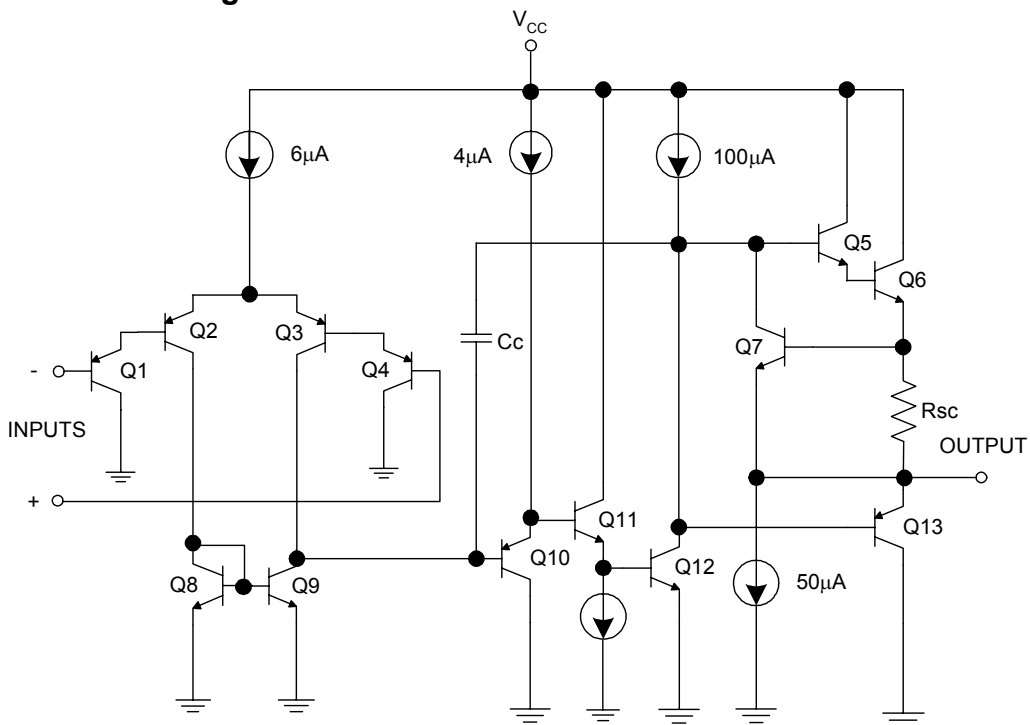 V_CC
6µA
4µA
100µA
Q5
Q6
Q2
Q3
Cc
Q7
-
Q1
Q4
Rsc
INPUTS
OUTPUT
+
Q11
Q13
Q10
Q12
Q8
Q9
50µA